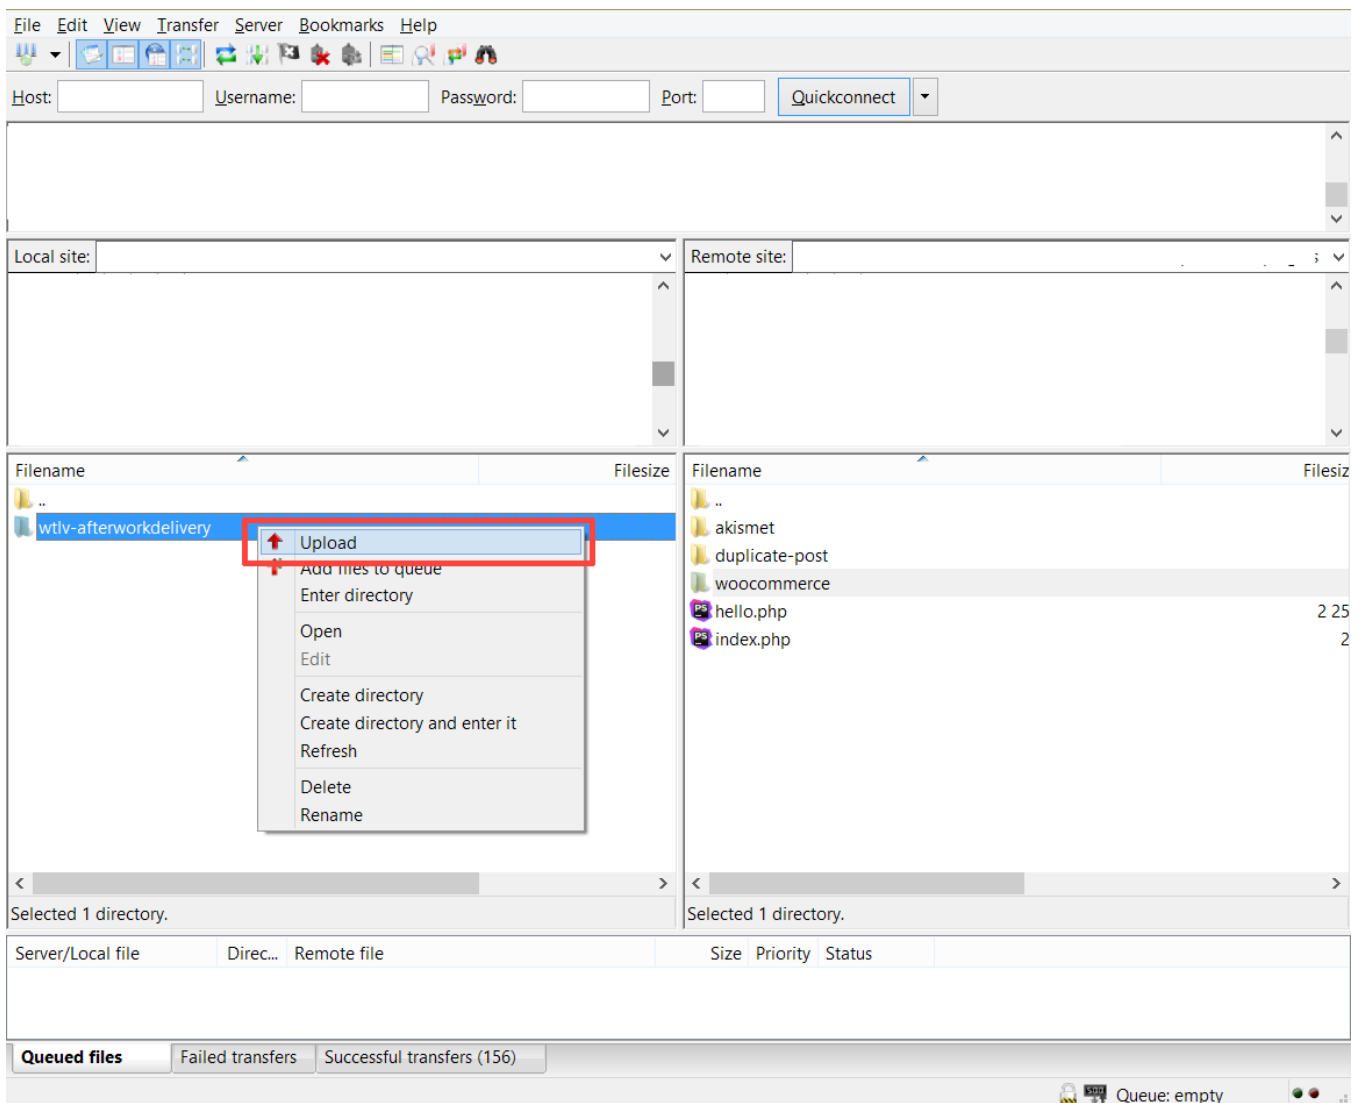 File Edit View Transfer Server Bookmarks Help
Host: Username: Password: Port: Quickconnect
Local site: Remote site:
Filename Filesize Filename Filesiz
.. ..
wtlv-afterworkdelivery akismet
Upload duplicate-post
Add files to queue woocommerce
Enter directory hello.php 2 25
Open index.php 2
Edit
Create directory
Create directory and enter it
Refresh
Delete
Rename
Selected 1 directory. Selected 1 directory.
Server/Local file Direc... Remote file Size Priority Status
Queued files Failed transfers Successful transfers (156)
Queue: empty